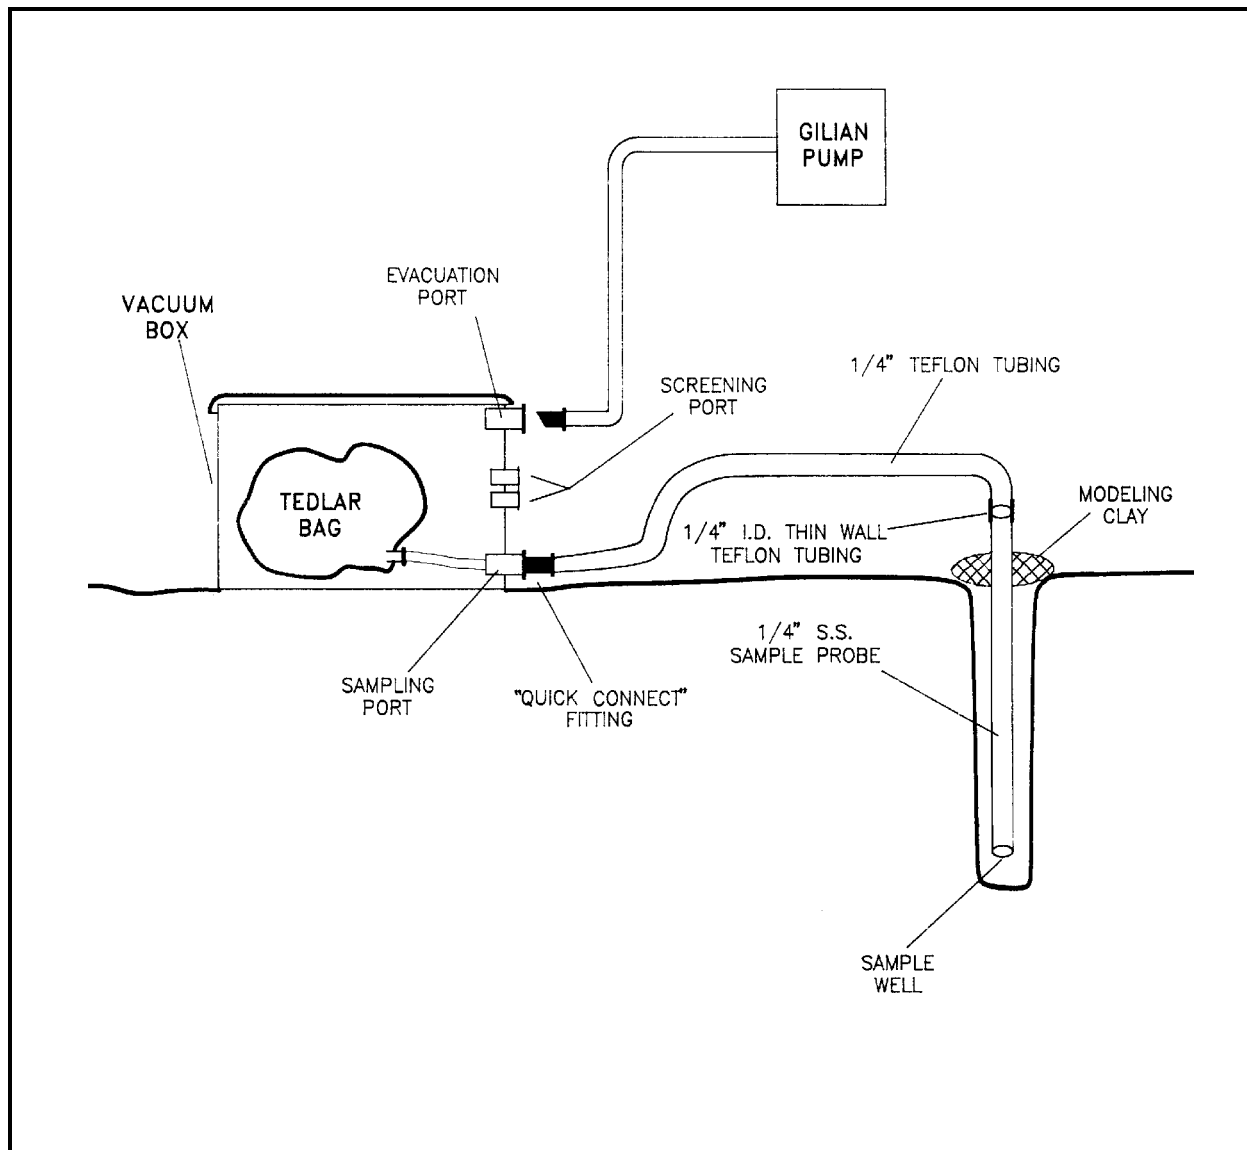 GILIAN
PUMP
EVACUATION
PORT
VACUUM
BOX
1/4" TEFLON TUBING
SCREENING
PORT
TEDLAR
BAG
MODELING
CLAY
1/4" I.D. THIN WALL
TEFLON TUBING
1/4" S.S.
SAMPLE PROBE
SAMPLING
PORT
"QUICK CONNECT"
FITTING
SAMPLE
WELL